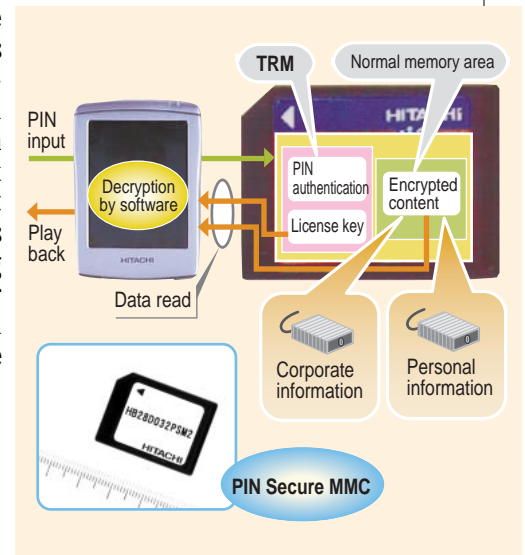 TRM
Normal memory area
HITACHI
PIN
input
PIN
authentication
Encrypted
content
Decryption
by software
License key
Play
back
HITACHI
Data read
Corporate
information
Personal
information
HB28D032PSM2
HITACHI
PIN Secure MMC